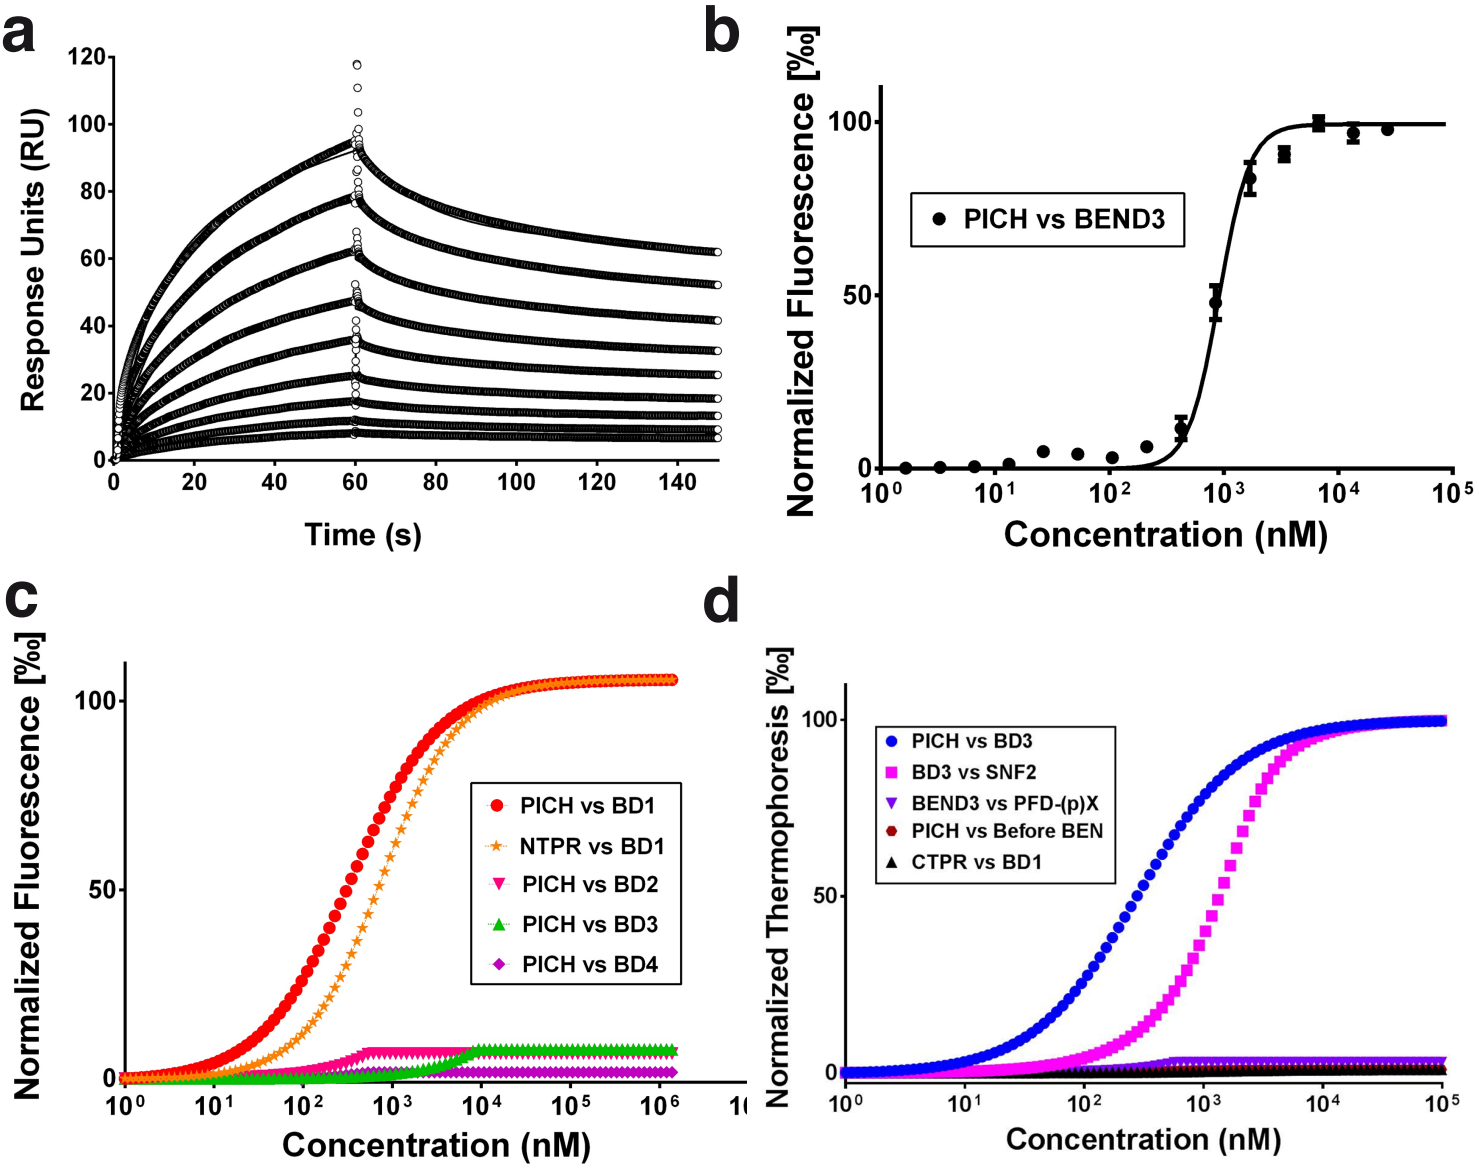 a
120
100
80
60
40
20
0
Response Units (RU)
0 20 40 60 80 100 120 140
Time (s)
b
Normalized Fluorescence [‰]
100
50
0
PICH vs BEND3
10⁰ 10¹ 10² 10³ 10⁴ 10⁵
Concentration (nM)
c
Normalized Fluorescence [‰]
100
50
0
PICH vs BD1
NTPR vs BD1
PICH vs BD2
PICH vs BD3
PICH vs BD4
10⁰ 10¹ 10² 10³ 10⁴ 10⁵ 10⁶
Concentration (nM)
d
Normalized Thermophoresis [‰]
100
50
0
PICH vs BD3
BD3 vs SNF2
BEND3 vs PFD-(p)X
PICH vs Before BEN
CTPR vs BD1
10⁰ 10¹ 10² 10³ 10⁴ 10⁵
Concentration (nM)